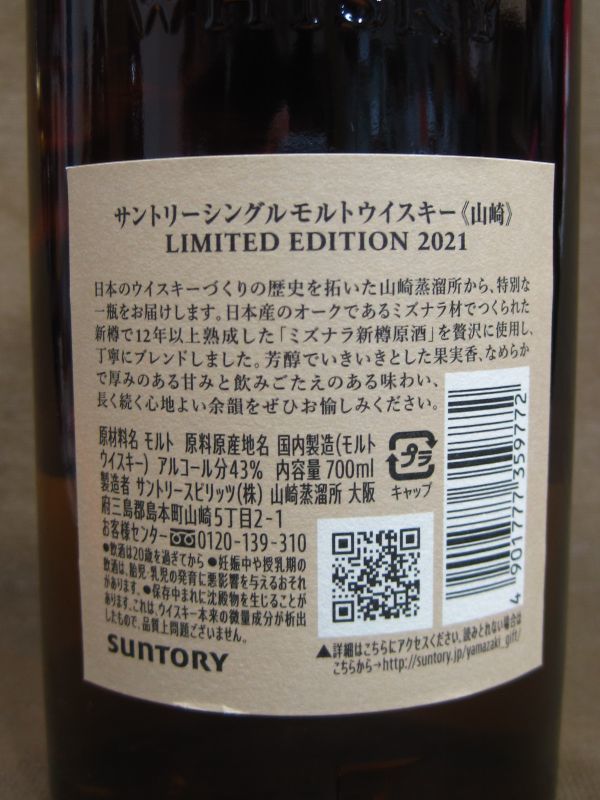 WHISKY
サントリーシングルモルトウイスキー《山崎》
LIMITED EDITION 2021
日本のウイスキーづくりの歴史を拓いた山崎蒸溜所から、特別な
一瓶をお届けします。日本産のオークであるミズナラ材でつくられた
新樽で12年以上熟成した「ミズナラ新樽原酒」を贅沢に使用し、
丁寧にブレンドしました。芳醇でいきいきとした果実香、なめらか
で厚みのある甘みと飲みごたえのある味わい、
長く続く心地よい余韻をぜひお愉しみください。
原材料名 モルト 原料原産地名 国内製造(モルト
ウイスキー) アルコール分43% 内容量 700ml
製造者 サントリースピリッツ(株) 山崎蒸溜所 大阪
府三島郡島本町山崎5丁目2-1
お客様センター 0120-139-310
●飲酒は20歳を過ぎてから ●妊娠中や授乳期の
飲酒は、胎児・乳児の発育に悪影響を与えるおそれ
があります。●保存中まれに沈殿物を生じることが
あります。これは、ウイスキー本来の微量成分が析出
したもので、品質上問題ございません。
SUNTORY
プラ
キャップ
4 901777 359772
▲詳細はこちらにアクセスください。読みとれない場合は
こちらから→http://suntory.jp/yamazaki_gift/